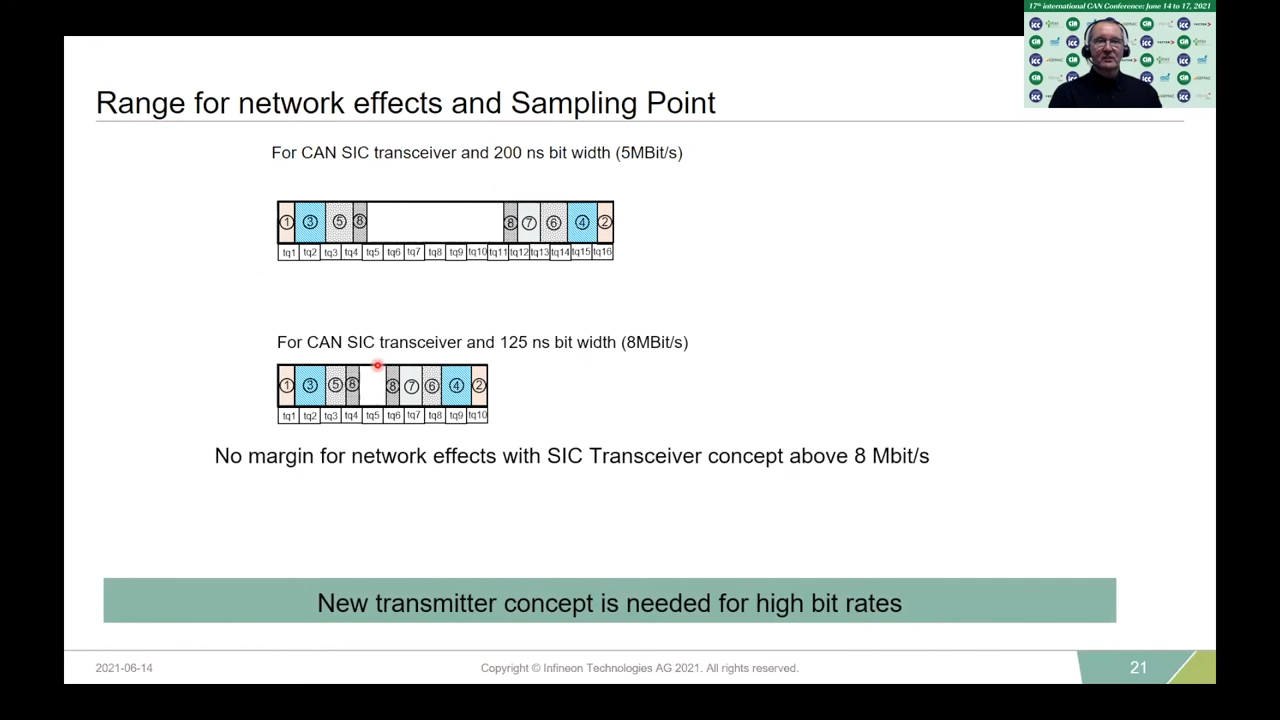 17th international CAN Conference: June 14 to 17, 2021
Range for network effects and Sampling Point
For CAN SIC transceiver and 200 ns bit width (5MBit/s)
① ③ ⑤ ⑧ ⑧ ⑦ ⑥ ④ ②
tq1 tq2 tq3 tq4 tq5 tq6 tq7 tq8 tq9 tq10 tq11 tq12 tq13 tq14 tq15 tq16
For CAN SIC transceiver and 125 ns bit width (8MBit/s)
① ③ ⑤ ⑧ ⑧ ⑦ ⑥ ④ ②
tq1 tq2 tq3 tq4 tq5 tq6 tq7 tq8 tq9 tq10
No margin for network effects with SIC Transceiver concept above 8 Mbit/s
New transmitter concept is needed for high bit rates
2021-06-14
Copyright © Infineon Technologies AG 2021. All rights reserved.
21